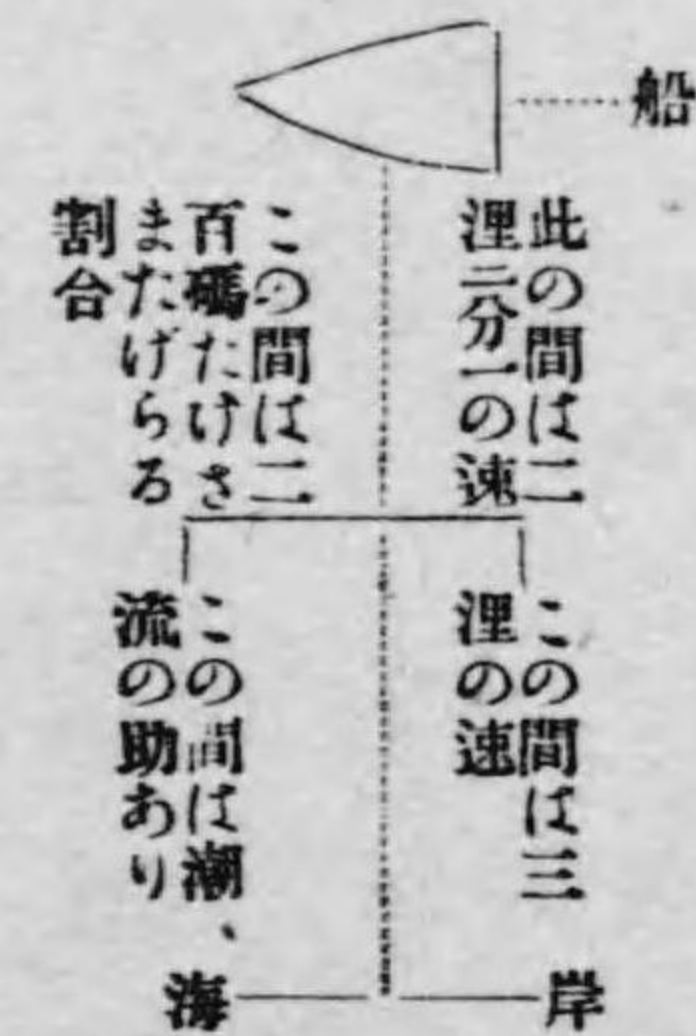 船
此の間は二
浬三分一の速
この間は二
百碼たけさ
またげらる
割合
この間は三
浬の速
この間は潮、
流の助あり
岸
海